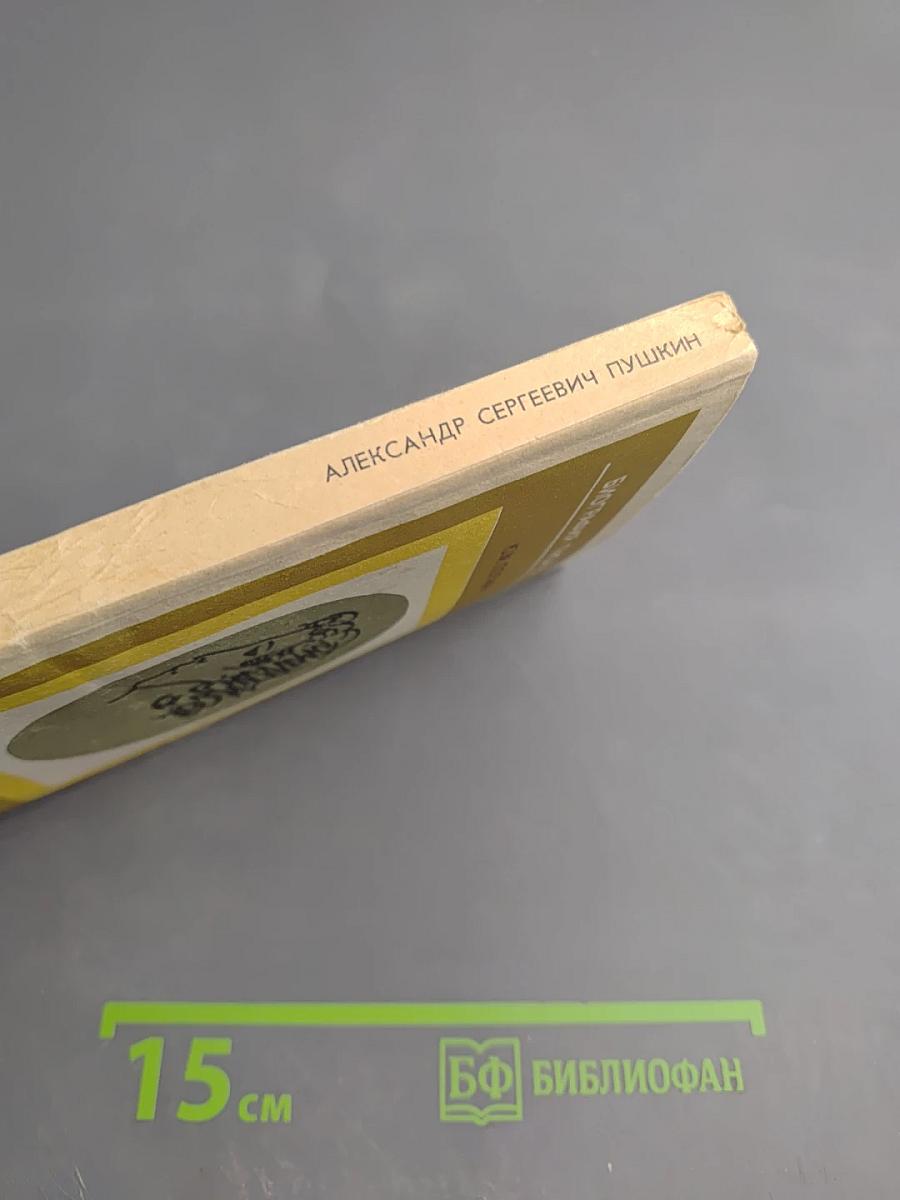 АЛЕКСАНДР СЕРГЕЕВИЧ ПУШКИН
15 см
БФ БИБЛИОФАН